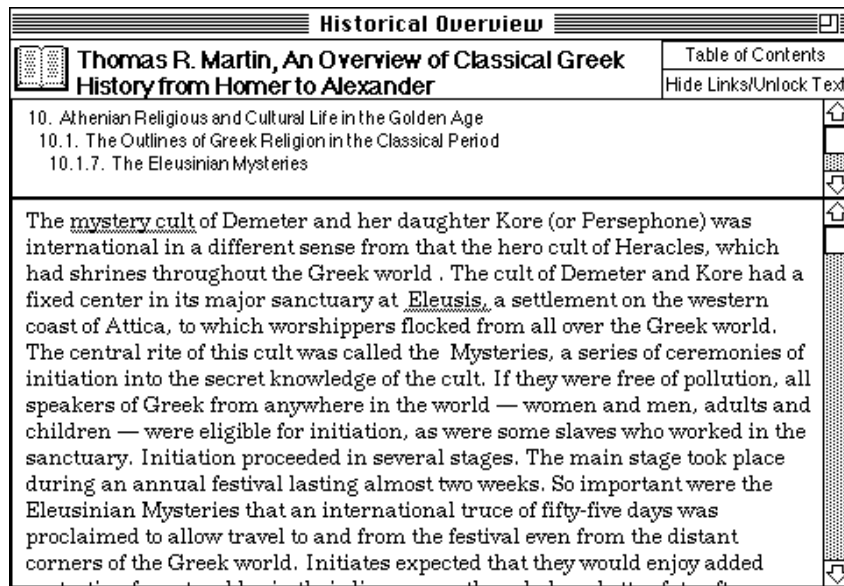 Historical Overview
Thomas R. Martin, An Overview of Classical Greek
History from Homer to Alexander
Table of Contents
Hide Links/Unlock Text
10. Athenian Religious and Cultural Life in the Golden Age
10.1. The Outlines of Greek Religion in the Classical Period
10.1.7. The Eleusinian Mysteries
The mystery cult of Demeter and her daughter Kore (or Persephone) was
international in a different sense from that the hero cult of Heracles, which
had shrines throughout the Greek world . The cult of Demeter and Kore had a
fixed center in its major sanctuary at Eleusis, a settlement on the western
coast of Attica, to which worshippers flocked from all over the Greek world.
The central rite of this cult was called the Mysteries, a series of ceremonies of
initiation into the secret knowledge of the cult. If they were free of pollution, all
speakers of Greek from anywhere in the world — women and men, adults and
children — were eligible for initiation, as were some slaves who worked in the
sanctuary. Initiation proceeded in several stages. The main stage took place
during an annual festival lasting almost two weeks. So important were the
Eleusinian Mysteries that an international truce of fifty-five days was
proclaimed to allow travel to and from the festival even from the distant
corners of the Greek world. Initiates expected that they would enjoy added